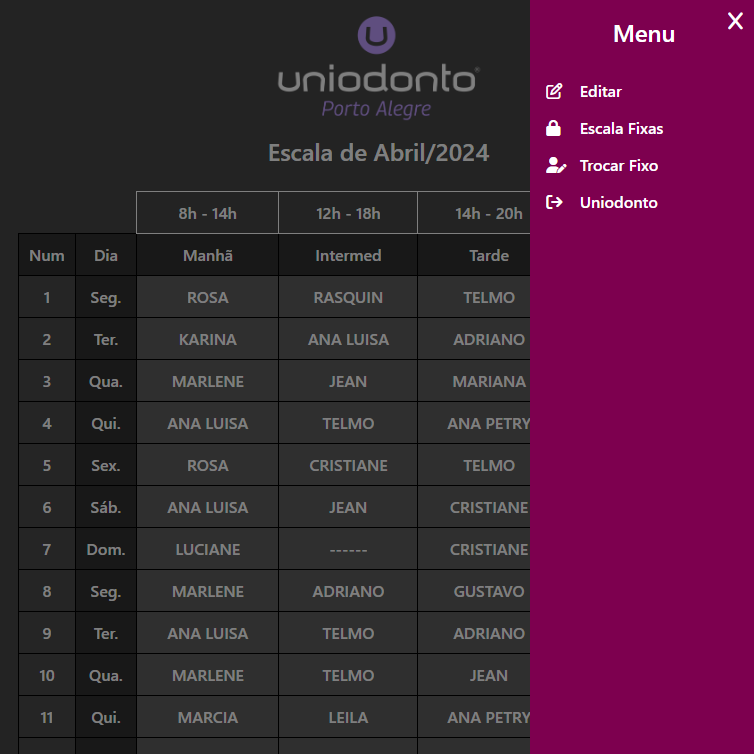 uniodonto
Porto Alegre
Escala de Abril/2024
8h - 14h 12h - 18h 14h - 20h
Num Dia Manhã Intermed Tarde
1 Seg. ROSA RASQUIN TELMO
2 Ter. KARINA ANA LUISA ADRIANO
3 Qua. MARLENE JEAN MARIANA
4 Qui. ANA LUISA TELMO ANA PETRY
5 Sex. ROSA CRISTIANE TELMO
6 Sáb. ANA LUISA JEAN CRISTIANE
7 Dom. LUCIANE ------ CRISTIANE
8 Seg. MARLENE ADRIANO GUSTAVO
9 Ter. ANA LUISA TELMO ADRIANO
10 Qua. MARLENE TELMO JEAN
11 Qui. MARCIA LEILA ANA PETRY
Menu
Editar
Escala Fixas
Trocar Fixo
Uniodonto